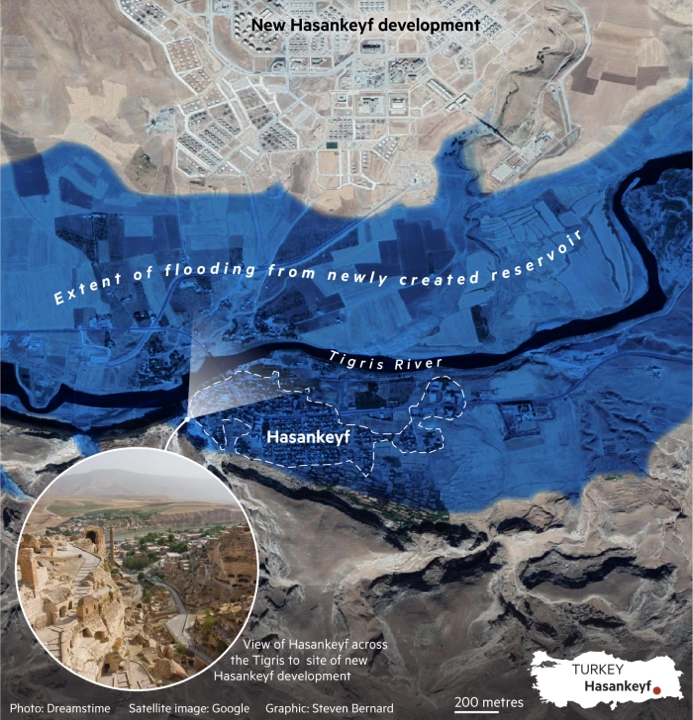 New Hasankeyf development
Extent of flooding from newly created reservoir
Tigris River
Hasankeyf
View of Hasankeyf across
the Tigris to site of new
Hasankeyf development
TURKEY
Hasankeyf
200 metres
Photo: Dreamstime Satellite image: Google Graphic: Steven Bernard